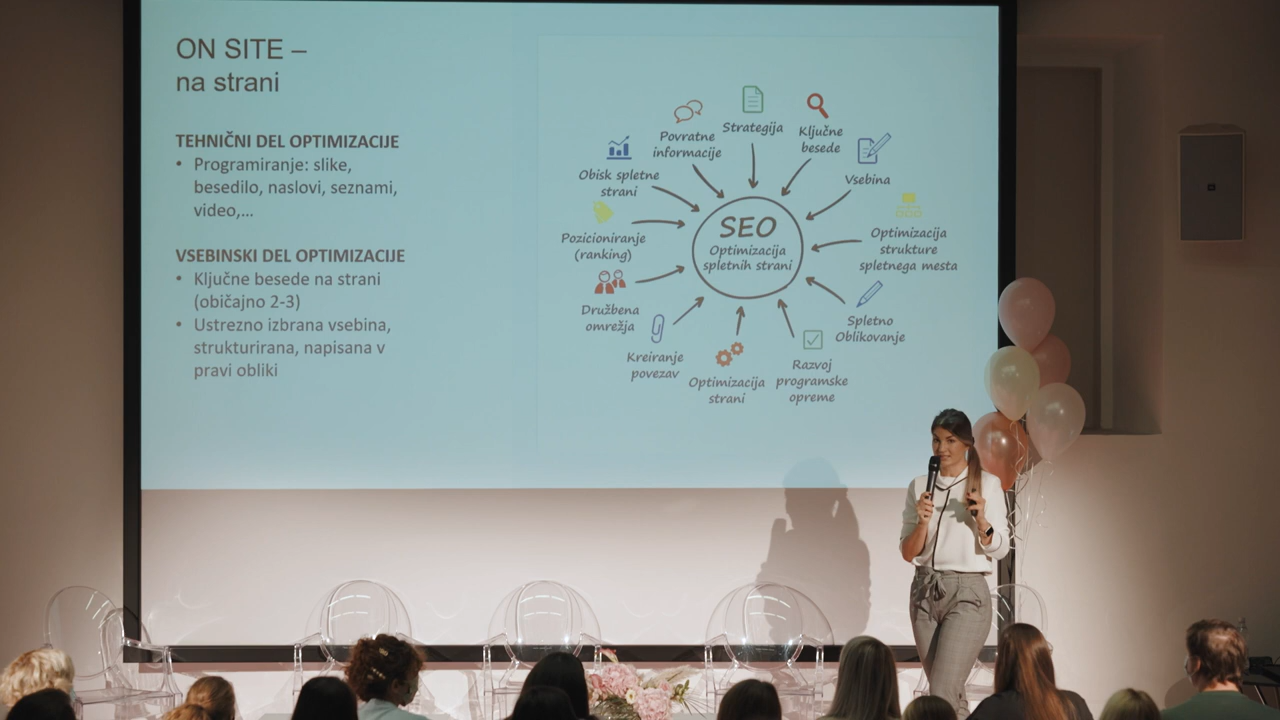 ON SITE –
na strani
TEHNIČNI DEL OPTIMIZACIJE
• Programiranje: slike,
besedilo, naslovi, seznami,
video,...
VSEBINSKI DEL OPTIMIZACIJE
• Ključne besede na strani
(običajno 2-3)
• Ustrezno izbrana vsebina,
strukturirana, napisana v
pravi obliki
Strategija
Ključne
besede
Vsebina
Optimizacija
strukture
spletnega mesta
Spletno
Oblikovanje
Razvoj
programske
opreme
Optimizacija
strani
Kreiranje
povezav
Družbena
omrežja
Pozicioniranje
(ranking)
Obisk spletne
strani
Povratne
informacije
SEO
Optimizacija
spletnih strani